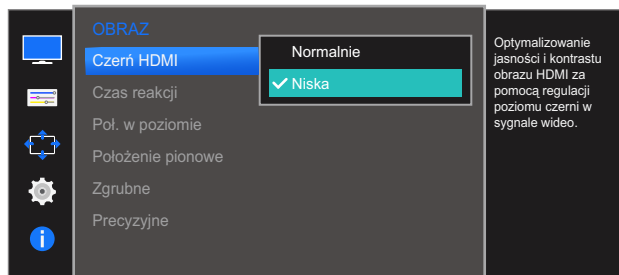 OBRAZ
Czerń HDMI
Czas reakcji
Poł. w poziomie
Położenie pionowe
Zgrubne
Precyzyjne
Normalnie
Niska
Optymalizowanie
jasności i kontrastu
obrazu HDMI za
pomocą regulacji
poziomu czerni w
sygnale wideo.